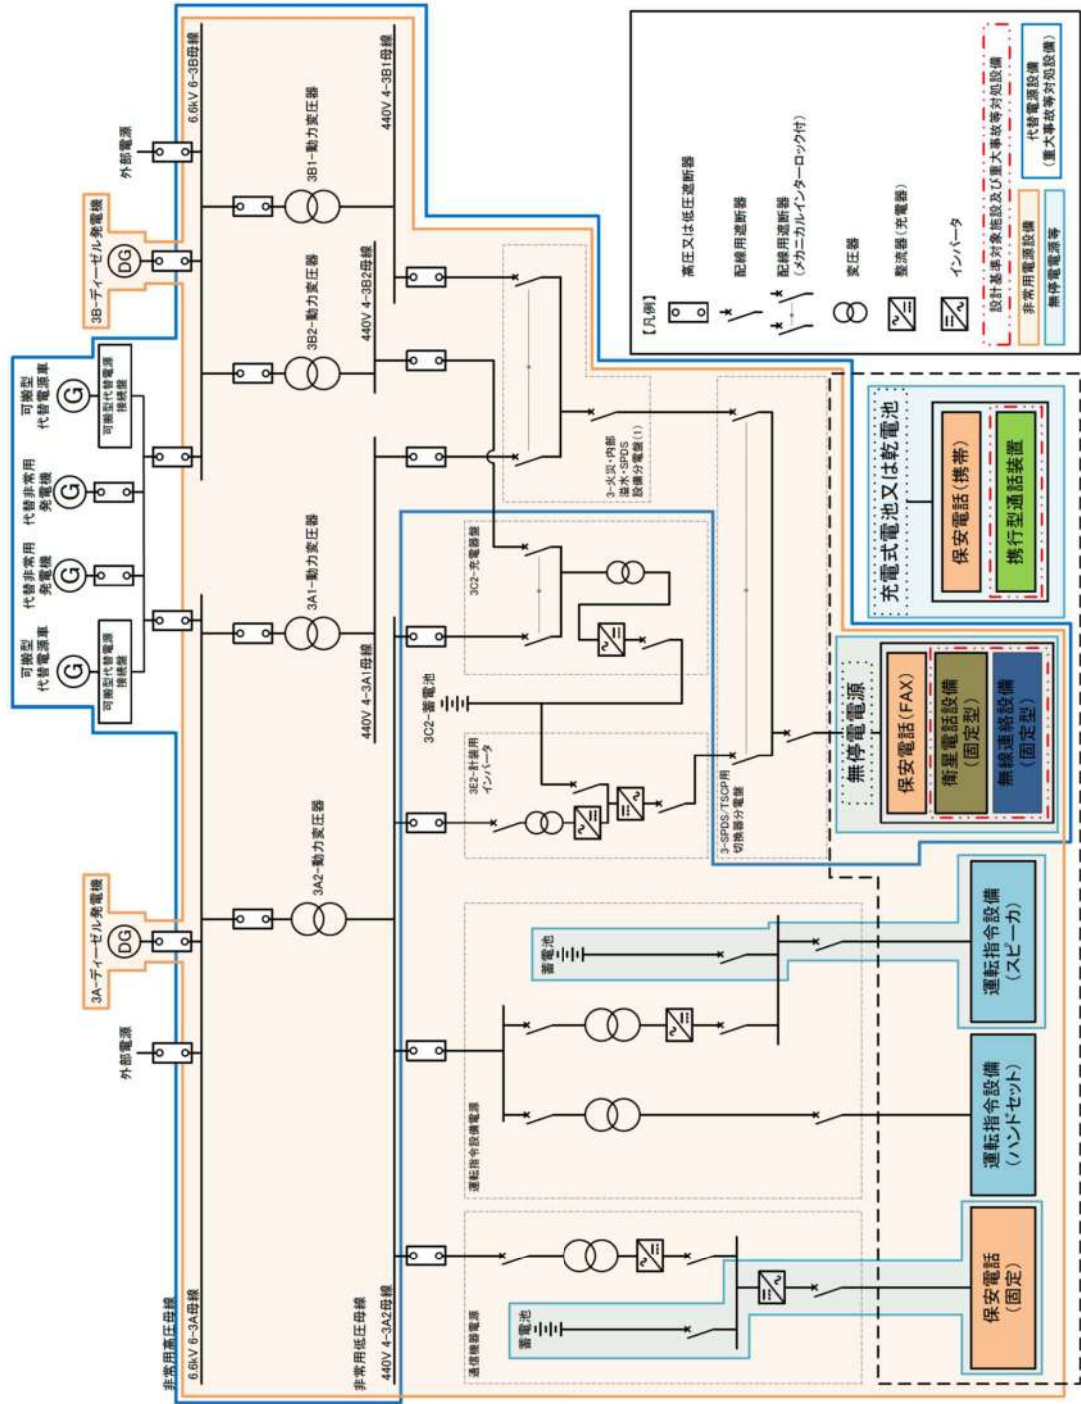 外部電源
3A-ディーゼル発電機
DG
可搬型
代替電源車
G
可搬型代替電源
接続盤
代替非常用
発電機
G
代替非常用
発電機
G
可搬型
代替電源車
G
可搬型代替電源
接続盤
3B-ディーゼル発電機
DG
外部電源
非常用高圧母線
6.6kV 6-3A母線
6.6kV 6-3B母線
3A2-動力変圧器
3A1-動力変圧器
3B2-動力変圧器
3B1-動力変圧器
非常用低圧母線
440V 4-3A2母線
440V 4-3A1母線
440V 4-3B2母線
440V 4-3B1母線
通信機器電源
蓄電池
運転指令設備電源
蓄電池
3E2-計装用
インバータ
3C2-蓄電池
3C2-充電器盤
3-火災・内部
溢水・SPDS
設備分電盤(1)
3-SPDS/TSCP用
切換器分電盤
保安電話
(固定)
運転指令設備
(ハンドセット)
運転指令設備
(スピーカ)
無停電電源
保安電話(FAX)
衛星電話設備
(固定型)
無線連絡設備
(固定型)
充電式電池又は乾電池
保安電話(携帯)
携行型通話装置
【凡例】
高圧又は低圧遮断器
配線用遮断器
配線用遮断器
(メカニカルインターロック付)
変圧器
整流器(充電器)
インバータ
設計基準対象施設及び重大事故等対処設備
非常用電源設備
無停電電源等
代替電源設備
(重大事故等対処設備)